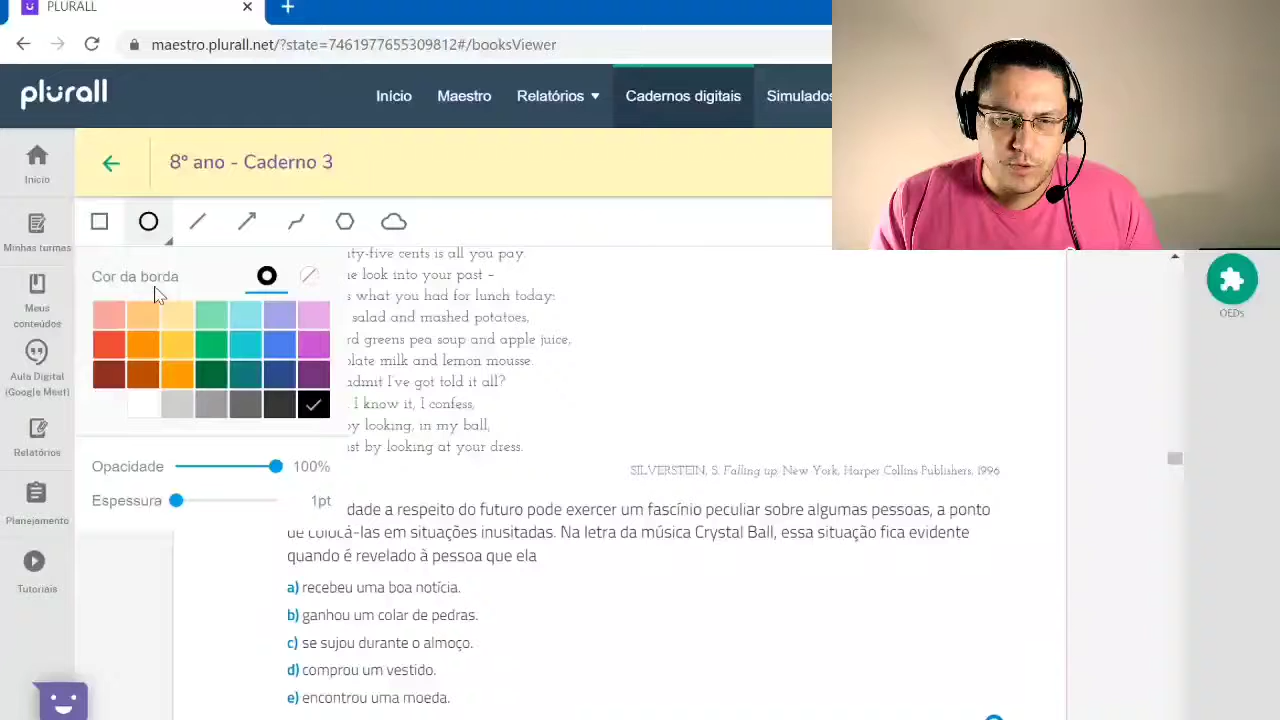 PLURALL
maestro.plurall.net/?state=7461977655309812#/booksViewer
plurall
Início
Maestro
Relatórios
Cadernos digitais
Simulados
8º ano - Caderno 3
Início
Minhas turmas
Meus
conteúdos
Aula Digital
(Google Meet)
Relatórios
Planejamento
Tutoriais
Cor da borda
Opacidade
100%
Espessura
1pt
OEDs
cents is all you pay
look into your past –
what you had for lunch today:
salad and mashed potatoes,
greens pea soup and apple juice,
milk and lemon mousse.
I've got told it all?
I know it, I confess,
by looking, in my ball,
by looking at your dress.
SILVERSTEIN, S. Falling up. New York, Harper Collins Publishers, 1996
a respeito do futuro pode exercer um fascínio peculiar sobre algumas pessoas, a ponto
de colocá-las em situações inusitadas. Na letra da música Crystal Ball, essa situação fica evidente
quando é revelado à pessoa que ela
a) recebeu uma boa notícia.
b) ganhou um colar de pedras.
c) se sujou durante o almoço.
d) comprou um vestido.
e) encontrou uma moeda.